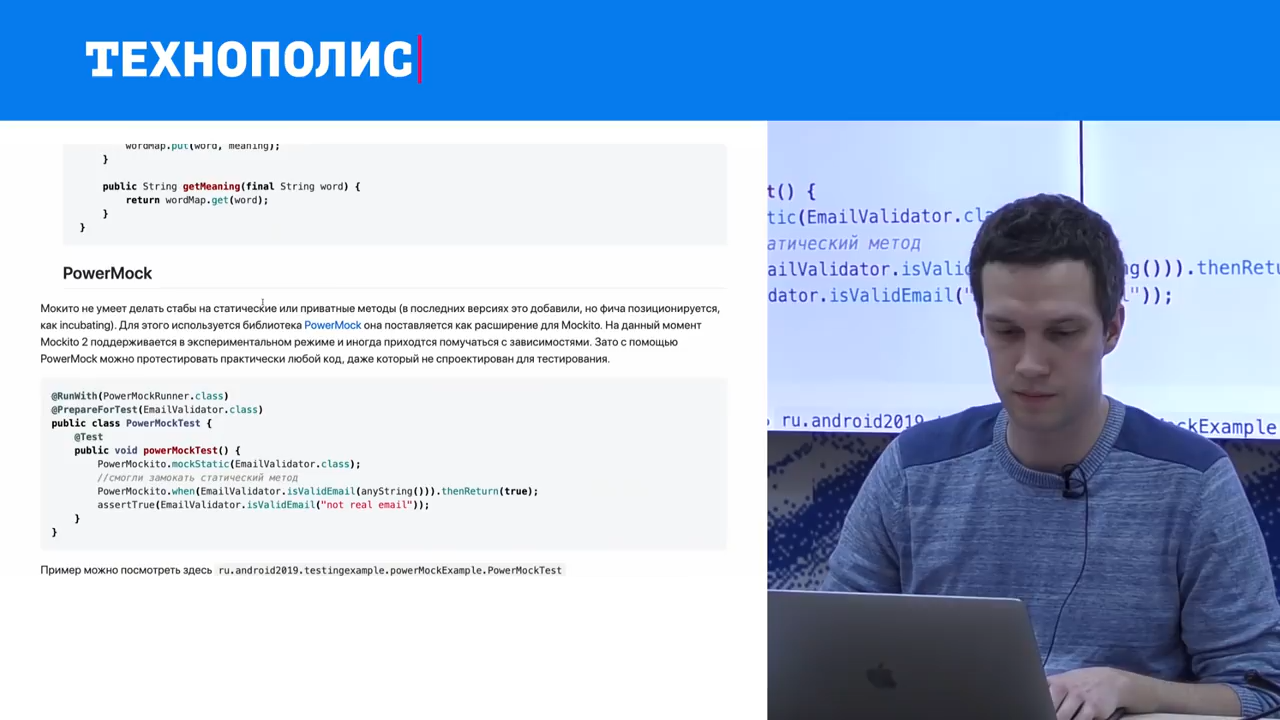 ТЕХНОПОЛИС
wordMap.put(word, meaning);
}
public String getMeaning(final String word) {
return wordMap.get(word);
}
}
PowerMock
Мокито не умеет делать стабы на статические или приватные методы (в последних версиях это добавили, но фича позиционируется,
как incubating). Для этого используется библиотека PowerMock она поставляется как расширение для Mockito. На данный момент
Mockito 2 поддерживается в экспериментальном режиме и иногда приходтся помучаться с зависимостями. Зато с помощью
PowerMock можно протестировать практически любой код, даже который не спроектирован для тестирования.
@RunWith(PowerMockRunner.class)
@PrepareForTest(EmailValidator.class)
public class PowerMockTest {
@Test
public void powerMockTest() {
PowerMockito.mockStatic(EmailValidator.class);
//смогли замокать статический метод
PowerMockito.when(EmailValidator.isValidEmail(anyString())).thenReturn(true);
assertTrue(EmailValidator.isValidEmail("not real email"));
}
}
Пример можно посмотреть здесь ru.android2019.testingexample.powerMockExample.PowerMockTest
t() {
tic(EmailValidator.cla
атический метод
ailValidator.isValid ng())).thenRetu
dator.isValidEmail(" l"));
ru.android2019. ockExample